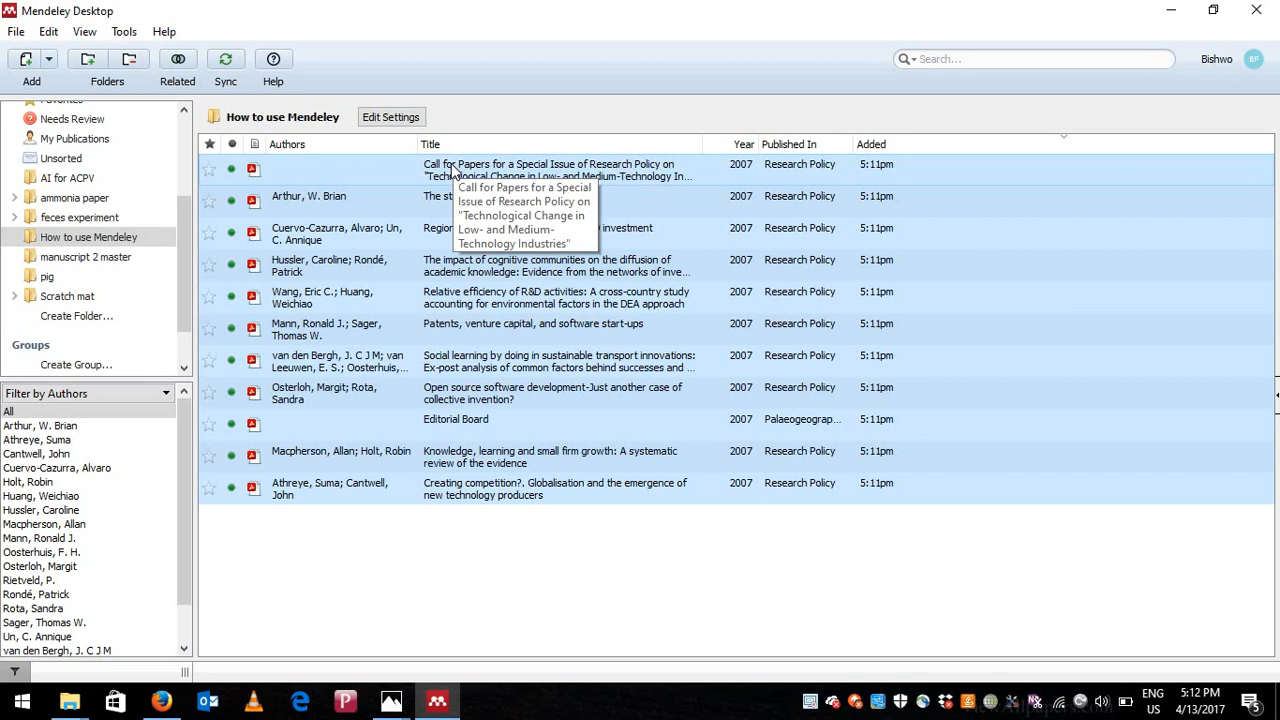 Mendeley Desktop
File Edit View Tools Help
Add Folders Related Sync Help
Search...
Bishwo BP
Needs Review
My Publications
Unsorted
AI for ACPV
ammonia paper
feces experiment
How to use Mendeley
manuscript 2 master
pig
Scratch mat
Create Folder...
Groups
Create Group...
Filter by Authors
All
Arthur, W. Brian
Athreye, Suma
Cantwell, John
Cuervo-Cazurra, Alvaro
Holt, Robin
Huang, Weichiao
Hussler, Caroline
Macpherson, Allan
Mann, Ronald J.
Oosterhuis, F. H.
Osterloh, Margit
Rietveld, P.
Rondé, Patrick
Rota, Sandra
Sager, Thomas W.
Un, C. Annique
van den Bergh, J. C J M
How to use Mendeley Edit Settings
Authors Title Year Published In Added
Call for Papers for a Special Issue of Research Policy on 2007 Research Policy 5:11pm
"Technological Change in Low- and Medium-Technology In...
Call for Papers for a Special
Issue of Research Policy on
"Technological Change in
Low- and Medium-
Technology Industries"
Arthur, W. Brian The st 2007 Research Policy 5:11pm
Cuervo-Cazurra, Alvaro; Un, Region investment 2007 Research Policy 5:11pm
C. Annique
Hussler, Caroline; Rondé, The impact of cognitive communities on the diffusion of 2007 Research Policy 5:11pm
Patrick academic knowledge: Evidence from the networks of inve...
Wang, Eric C.; Huang, Relative efficiency of R&D activities: A cross-country study 2007 Research Policy 5:11pm
Weichiao accounting for environmental factors in the DEA approach
Mann, Ronald J.; Sager, Patents, venture capital, and software start-ups 2007 Research Policy 5:11pm
Thomas W.
van den Bergh, J. C J M; van Social learning by doing in sustainable transport innovations: 2007 Research Policy 5:11pm
Leeuwen, E. S.; Oosterhuis,... Ex-post analysis of common factors behind successes and ...
Osterloh, Margit; Rota, Open source software development-Just another case of 2007 Research Policy 5:11pm
Sandra collective invention?
Editorial Board 2007 Palaeogeograp... 5:11pm
Macpherson, Allan; Holt, Robin Knowledge, learning and small firm growth: A systematic 2007 Research Policy 5:11pm
review of the evidence
Athreye, Suma; Cantwell, Creating competition?. Globalisation and the emergence of 2007 Research Policy 5:11pm
John new technology producers
ENG 5:12 PM
US 4/13/2017 5